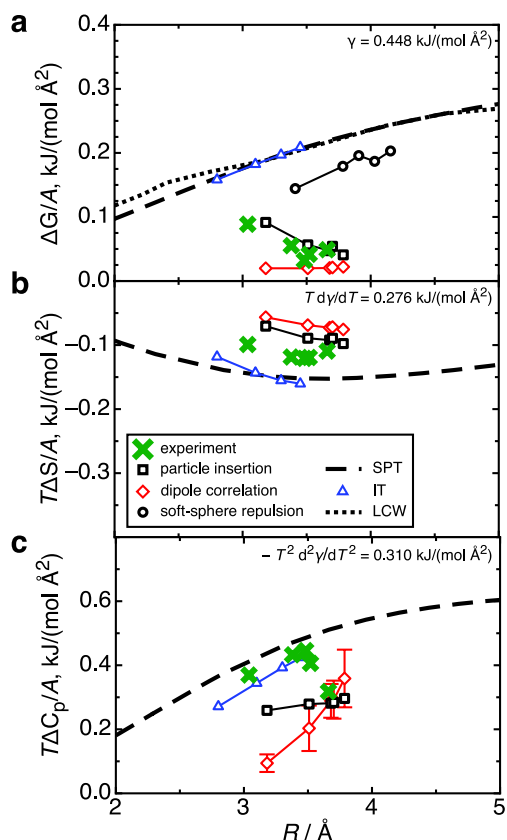 a
γ = 0.448 kJ/(mol Å²)
ΔG/A, kJ/(mol Å²)
0.4
0.3
0.2
0.1
0.0
b
T dγ/dT = 0.276 kJ/(mol Å²)
TΔS/A, kJ/(mol Å²)
−0.1
−0.3
experiment
particle insertion
dipole correlation
soft-sphere repulsion
SPT
IT
LCW
c
− T² d²γ/dT² = 0.310 kJ/(mol Å²)
TΔCₚ/A, kJ/(mol Å²)
0.6
0.4
0.2
0.0
2 3 4 5
R / Å